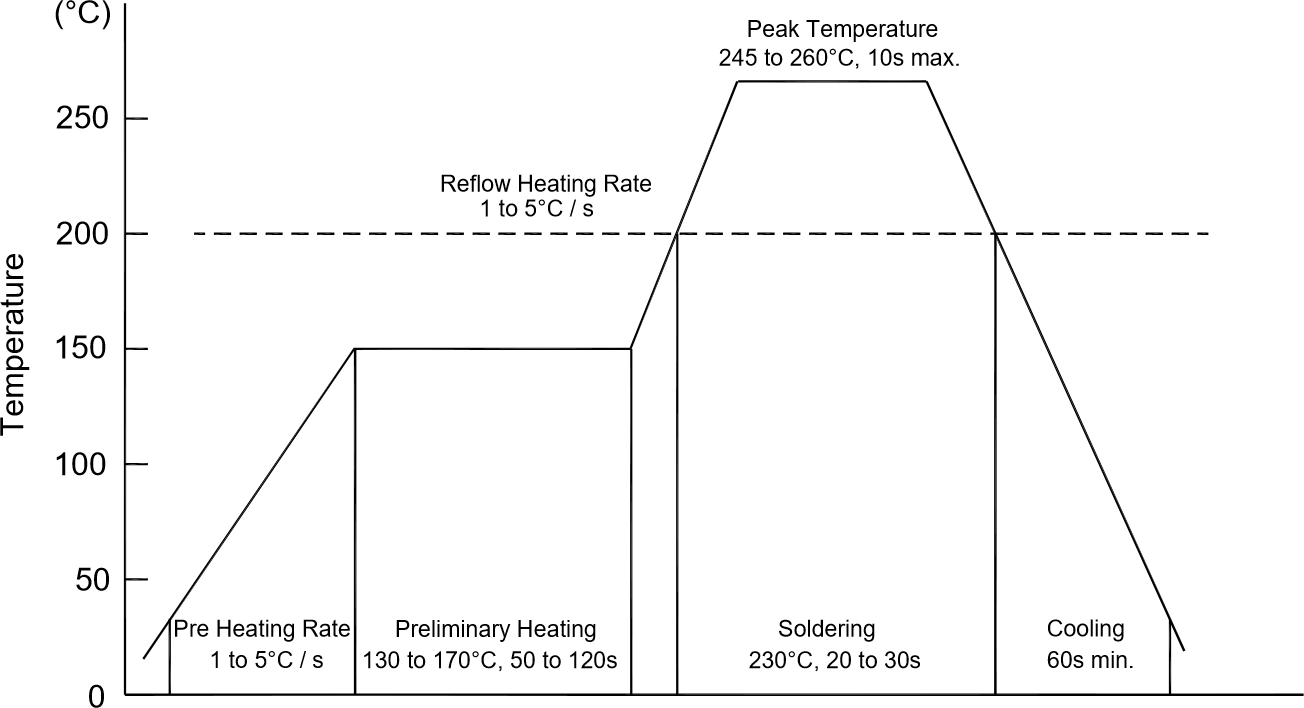 (°C)
Peak Temperature
245 to 260°C, 10s max.
250
Reflow Heating Rate
1 to 5°C / s
200
Temperature
150
100
50
Pre Heating Rate
1 to 5°C / s
Preliminary Heating
130 to 170°C, 50 to 120s
Soldering
230°C, 20 to 30s
Cooling
60s min.
0